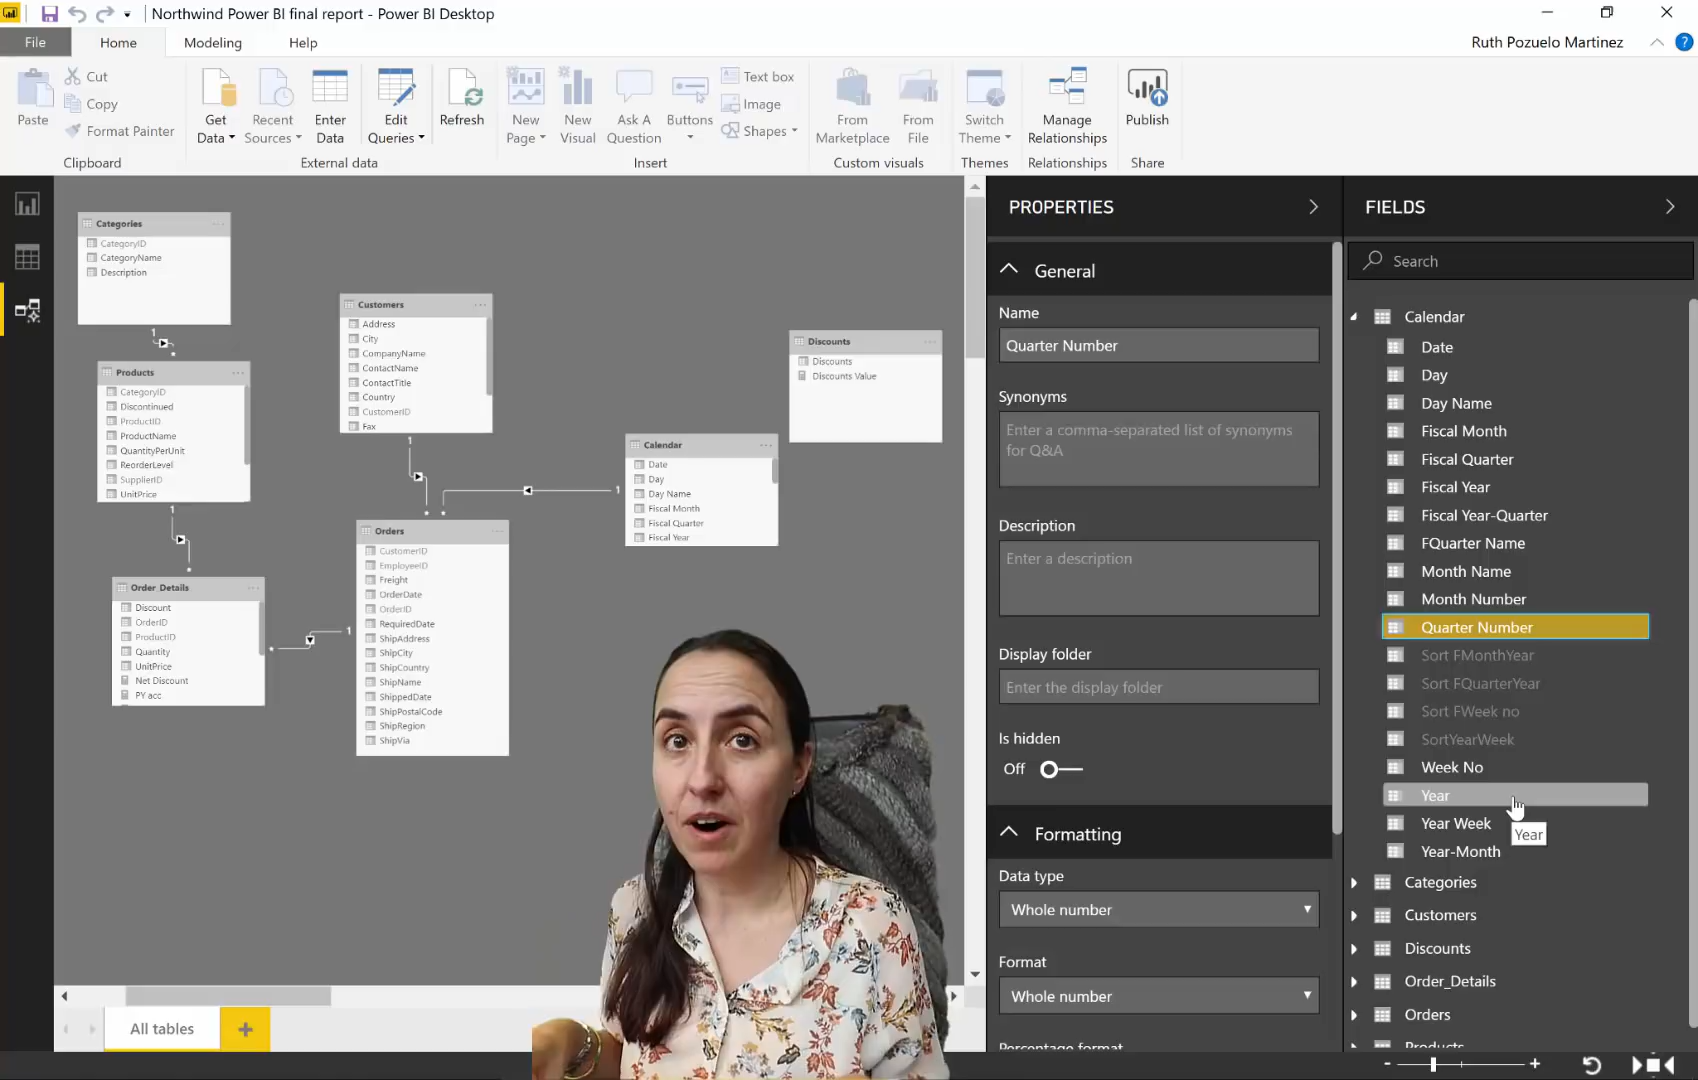 Northwind Power BI final report - Power BI Desktop
File
Home
Modeling
Help
Ruth Pozuelo Martinez
?
Paste
Cut
Copy
Format Painter
Clipboard
Get Data
Recent Sources
Enter Data
Edit Queries
External data
Refresh
New Page
New Visual
Ask A Question
Buttons
Text box
Image
Shapes
Insert
From Marketplace
From File
Custom visuals
Switch Theme
Themes
Manage Relationships
Relationships
Publish
Share
Categories
CategoryID
CategoryName
Description
1
*
Products
CategoryID
Discontinued
ProductID
ProductName
QuantityPerUnit
ReorderLevel
SupplierID
UnitPrice
1
*
Order_Details
Discount
OrderID
ProductID
Quantity
UnitPrice
Net Discount
PY acc
*
1
Customers
Address
City
CompanyName
ContactName
ContactTitle
Country
CustomerID
Fax
1
* *
1
Orders
CustomerID
EmployeeID
Freight
OrderDate
OrderID
RequiredDate
ShipAddress
ShipCity
ShipCountry
ShipName
ShippedDate
ShipPostalCode
ShipRegion
ShipVia
Calendar
Date
Day
Day Name
Fiscal Month
Fiscal Quarter
Fiscal Year
Discounts
Discounts
Discounts Value
All tables
+
PROPERTIES
General
Name
Quarter Number
Synonyms
Enter a comma-separated list of synonyms
for Q&A
Description
Enter a description
Display folder
Enter the display folder
Is hidden
Off
Formatting
Data type
Whole number
Format
Whole number
Percentage format
FIELDS
Search
Calendar
Date
Day
Day Name
Fiscal Month
Fiscal Quarter
Fiscal Year
Fiscal Year-Quarter
FQuarter Name
Month Name
Month Number
Quarter Number
Sort FMonthYear
Sort FQuarterYear
Sort FWeek no
SortYearWeek
Week No
Year
Year Week
Year
Year-Month
Categories
Customers
Discounts
Order_Details
Orders
Products
- +